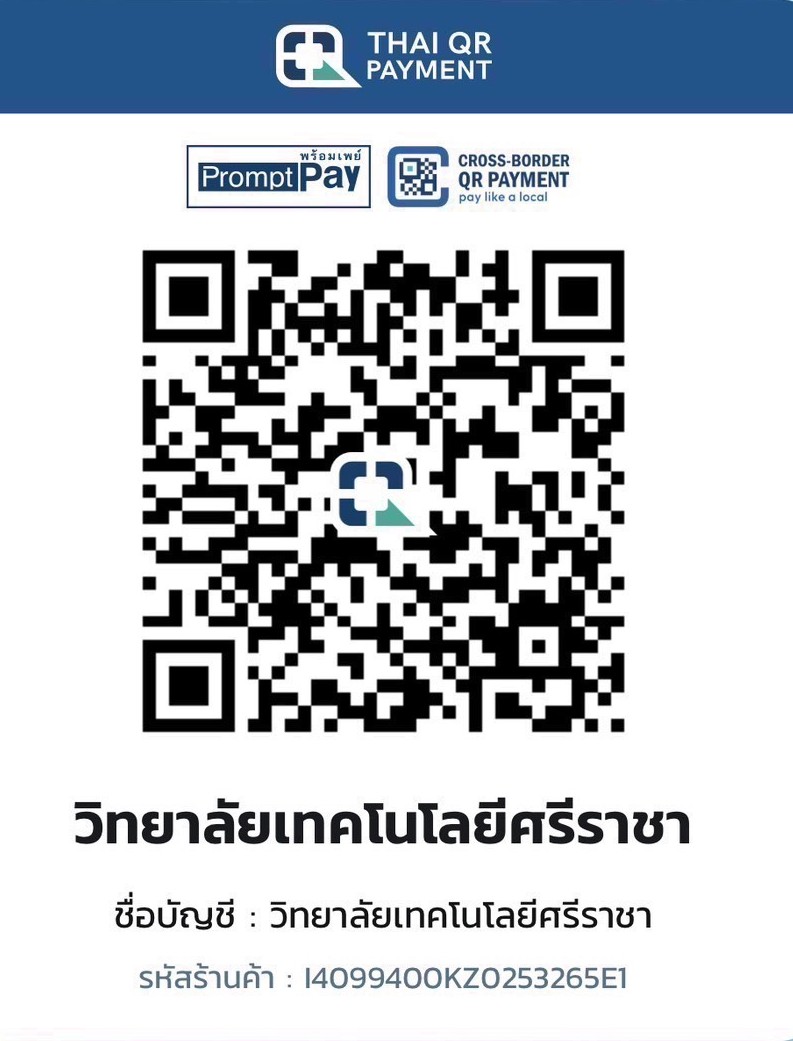 THAI QR
PAYMENT
พร้อมเพย์
PromptPay
CROSS-BORDER
QR PAYMENT
pay like a local
วิทยาลัยเทคโนโลยีศรีราชา
ชื่อบัญชี : วิทยาลัยเทคโนโลยีศรีราชา
รหัสร้านค้า : I4099400KZ0253265E1